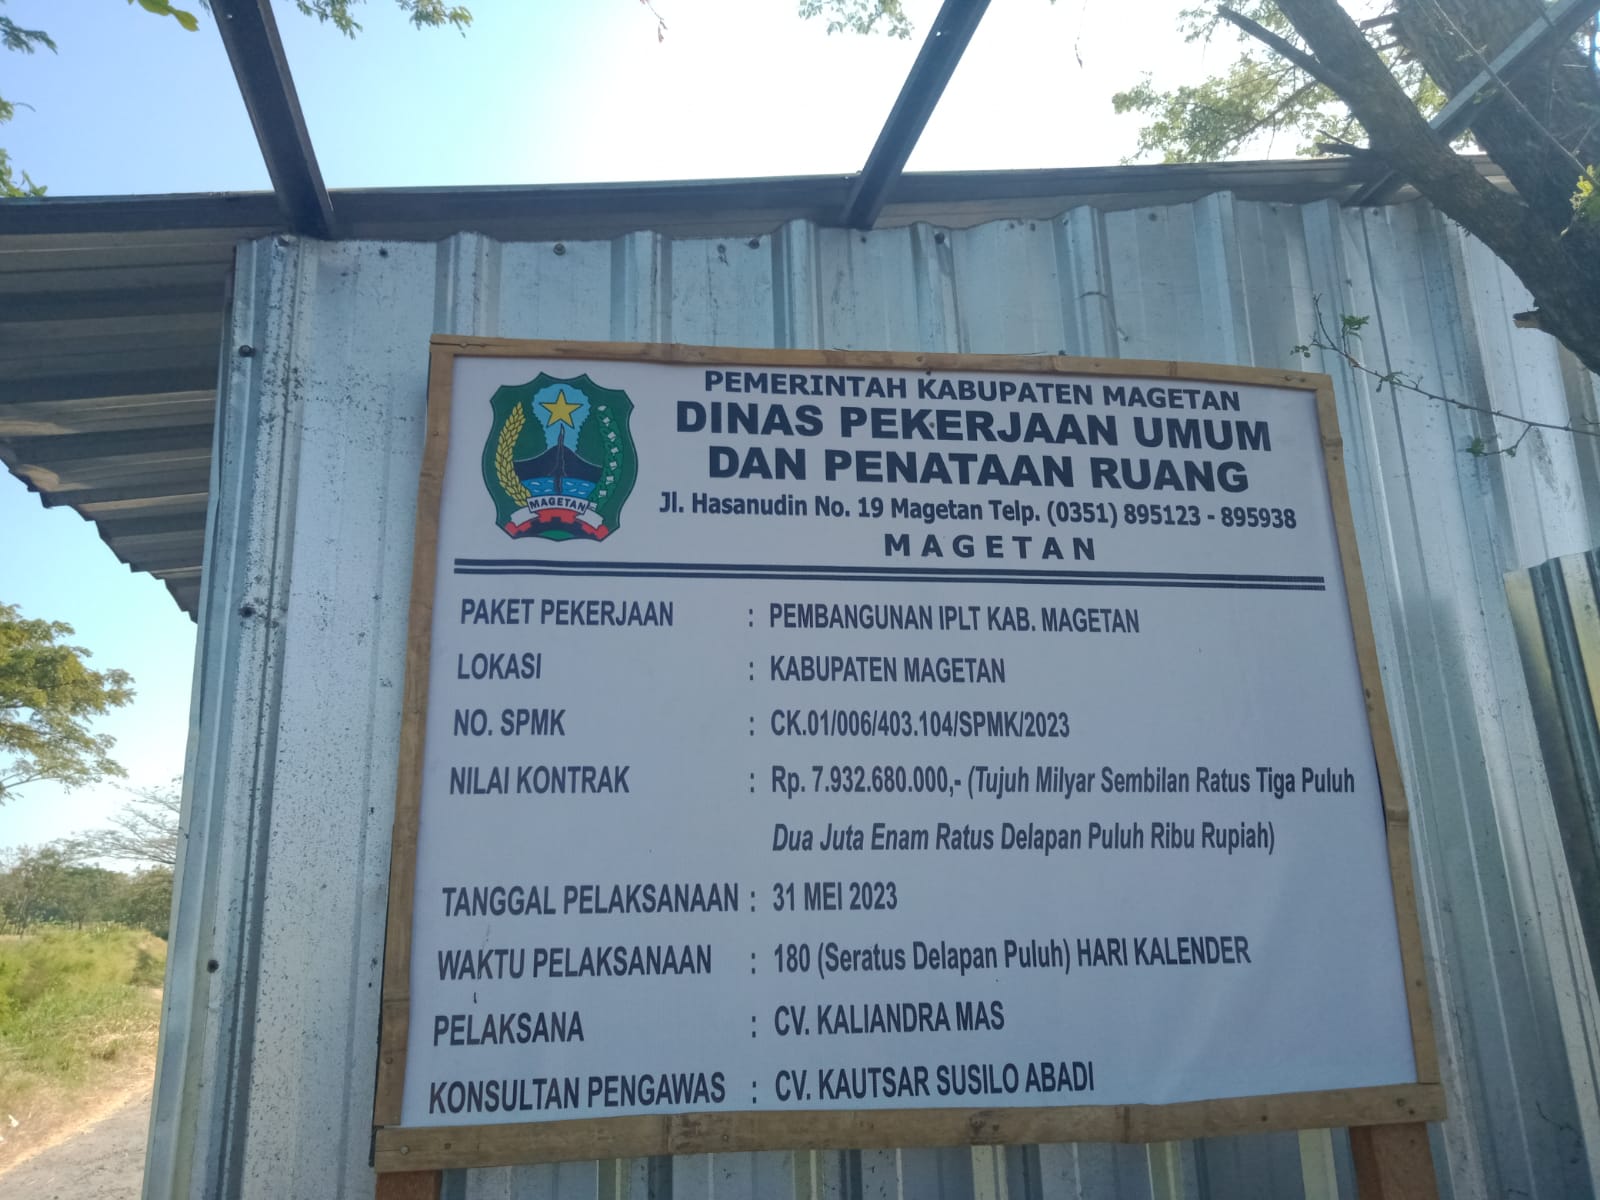 PEMERINTAH KABUPATEN MAGETAN
DINAS PEKERJAAN UMUM
DAN PENATAAN RUANG
Jl. Hasanudin No. 19 Magetan Telp. (0351) 895123 - 895938
MAGETAN
MAGETAN
PAKET PEKERJAAN : PEMBANGUNAN IPLT KAB. MAGETAN
LOKASI : KABUPATEN MAGETAN
NO. SPMK : CK.01/006/403.104/SPMK/2023
NILAI KONTRAK : Rp. 7.932.680.000,- (Tujuh Milyar Sembilan Ratus Tiga Puluh
Dua Juta Enam Ratus Delapan Puluh Ribu Rupiah)
TANGGAL PELAKSANAAN : 31 MEI 2023
WAKTU PELAKSANAAN : 180 (Seratus Delapan Puluh) HARI KALENDER
PELAKSANA : CV. KALIANDRA MAS
KONSULTAN PENGAWAS : CV. KAUTSAR SUSILO ABADI